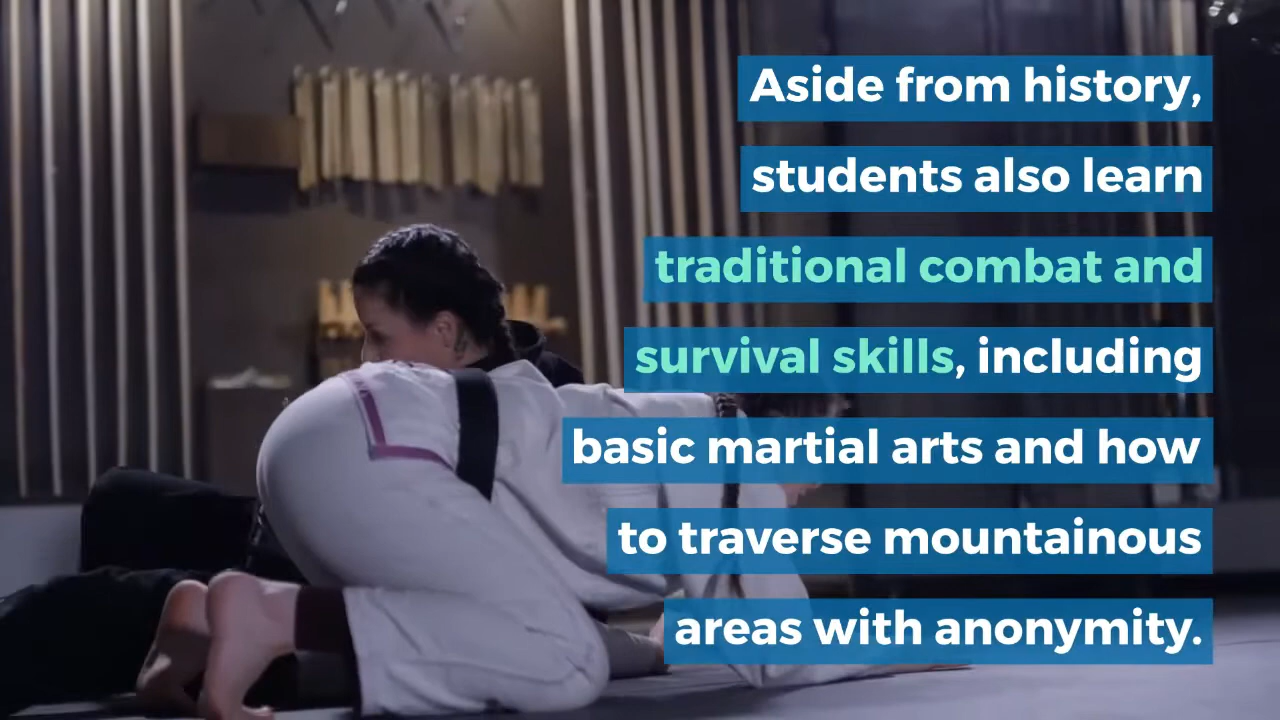 Aside from history,
students also learn
traditional combat and
survival skills, including
basic martial arts and how
to traverse mountainous
areas with anonymity.